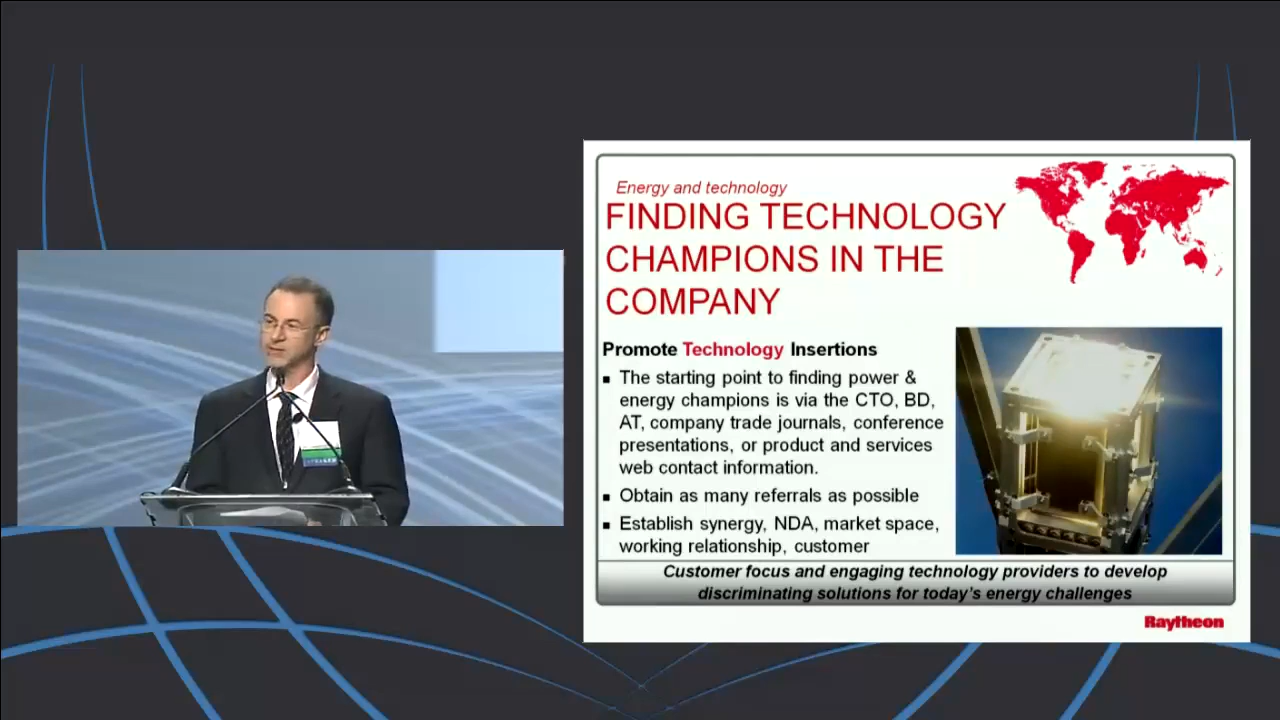 Energy and technology
FINDING TECHNOLOGY
CHAMPIONS IN THE
COMPANY
Promote Technology Insertions
▪ The starting point to finding power &
energy champions is via the CTO, BD,
AT, company trade journals, conference
presentations, or product and services
web contact information.
▪ Obtain as many referrals as possible
▪ Establish synergy, NDA, market space,
working relationship, customer
Customer focus and engaging technology providers to develop
discriminating solutions for today's energy challenges
Raytheon